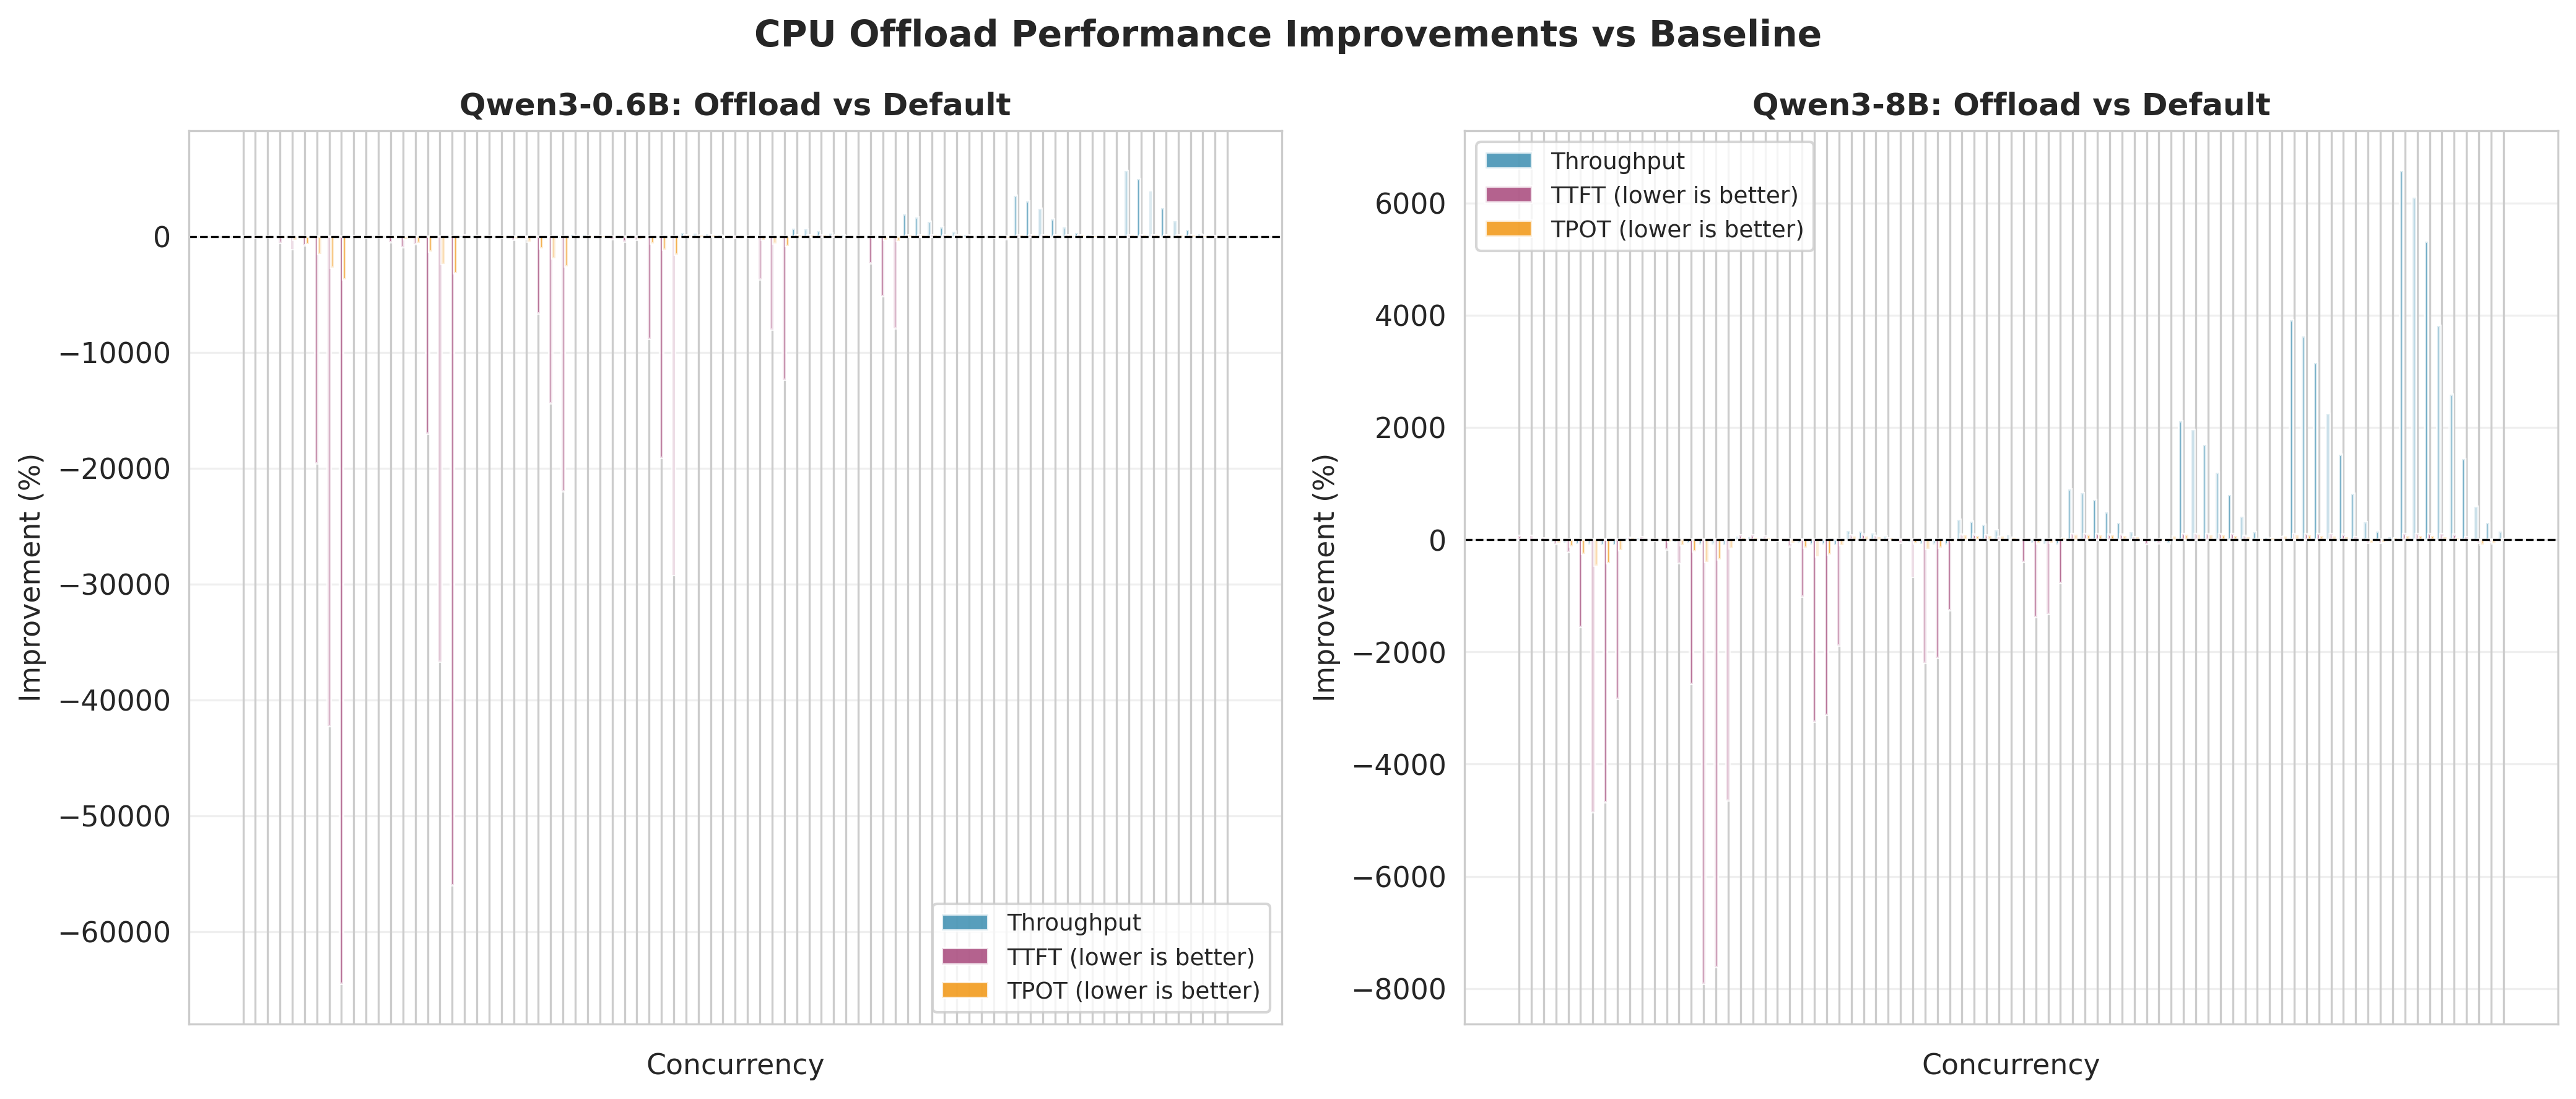 CPU Offload Performance Improvements vs Baseline
Qwen3-0.6B: Offload vs Default
Improvement (%)
0
−10000
−20000
−30000
−40000
−50000
−60000
Throughput
TTFT (lower is better)
TPOT (lower is better)
Concurrency
Qwen3-8B: Offload vs Default
Improvement (%)
6000
4000
2000
0
−2000
−4000
−6000
−8000
Throughput
TTFT (lower is better)
TPOT (lower is better)
Concurrency